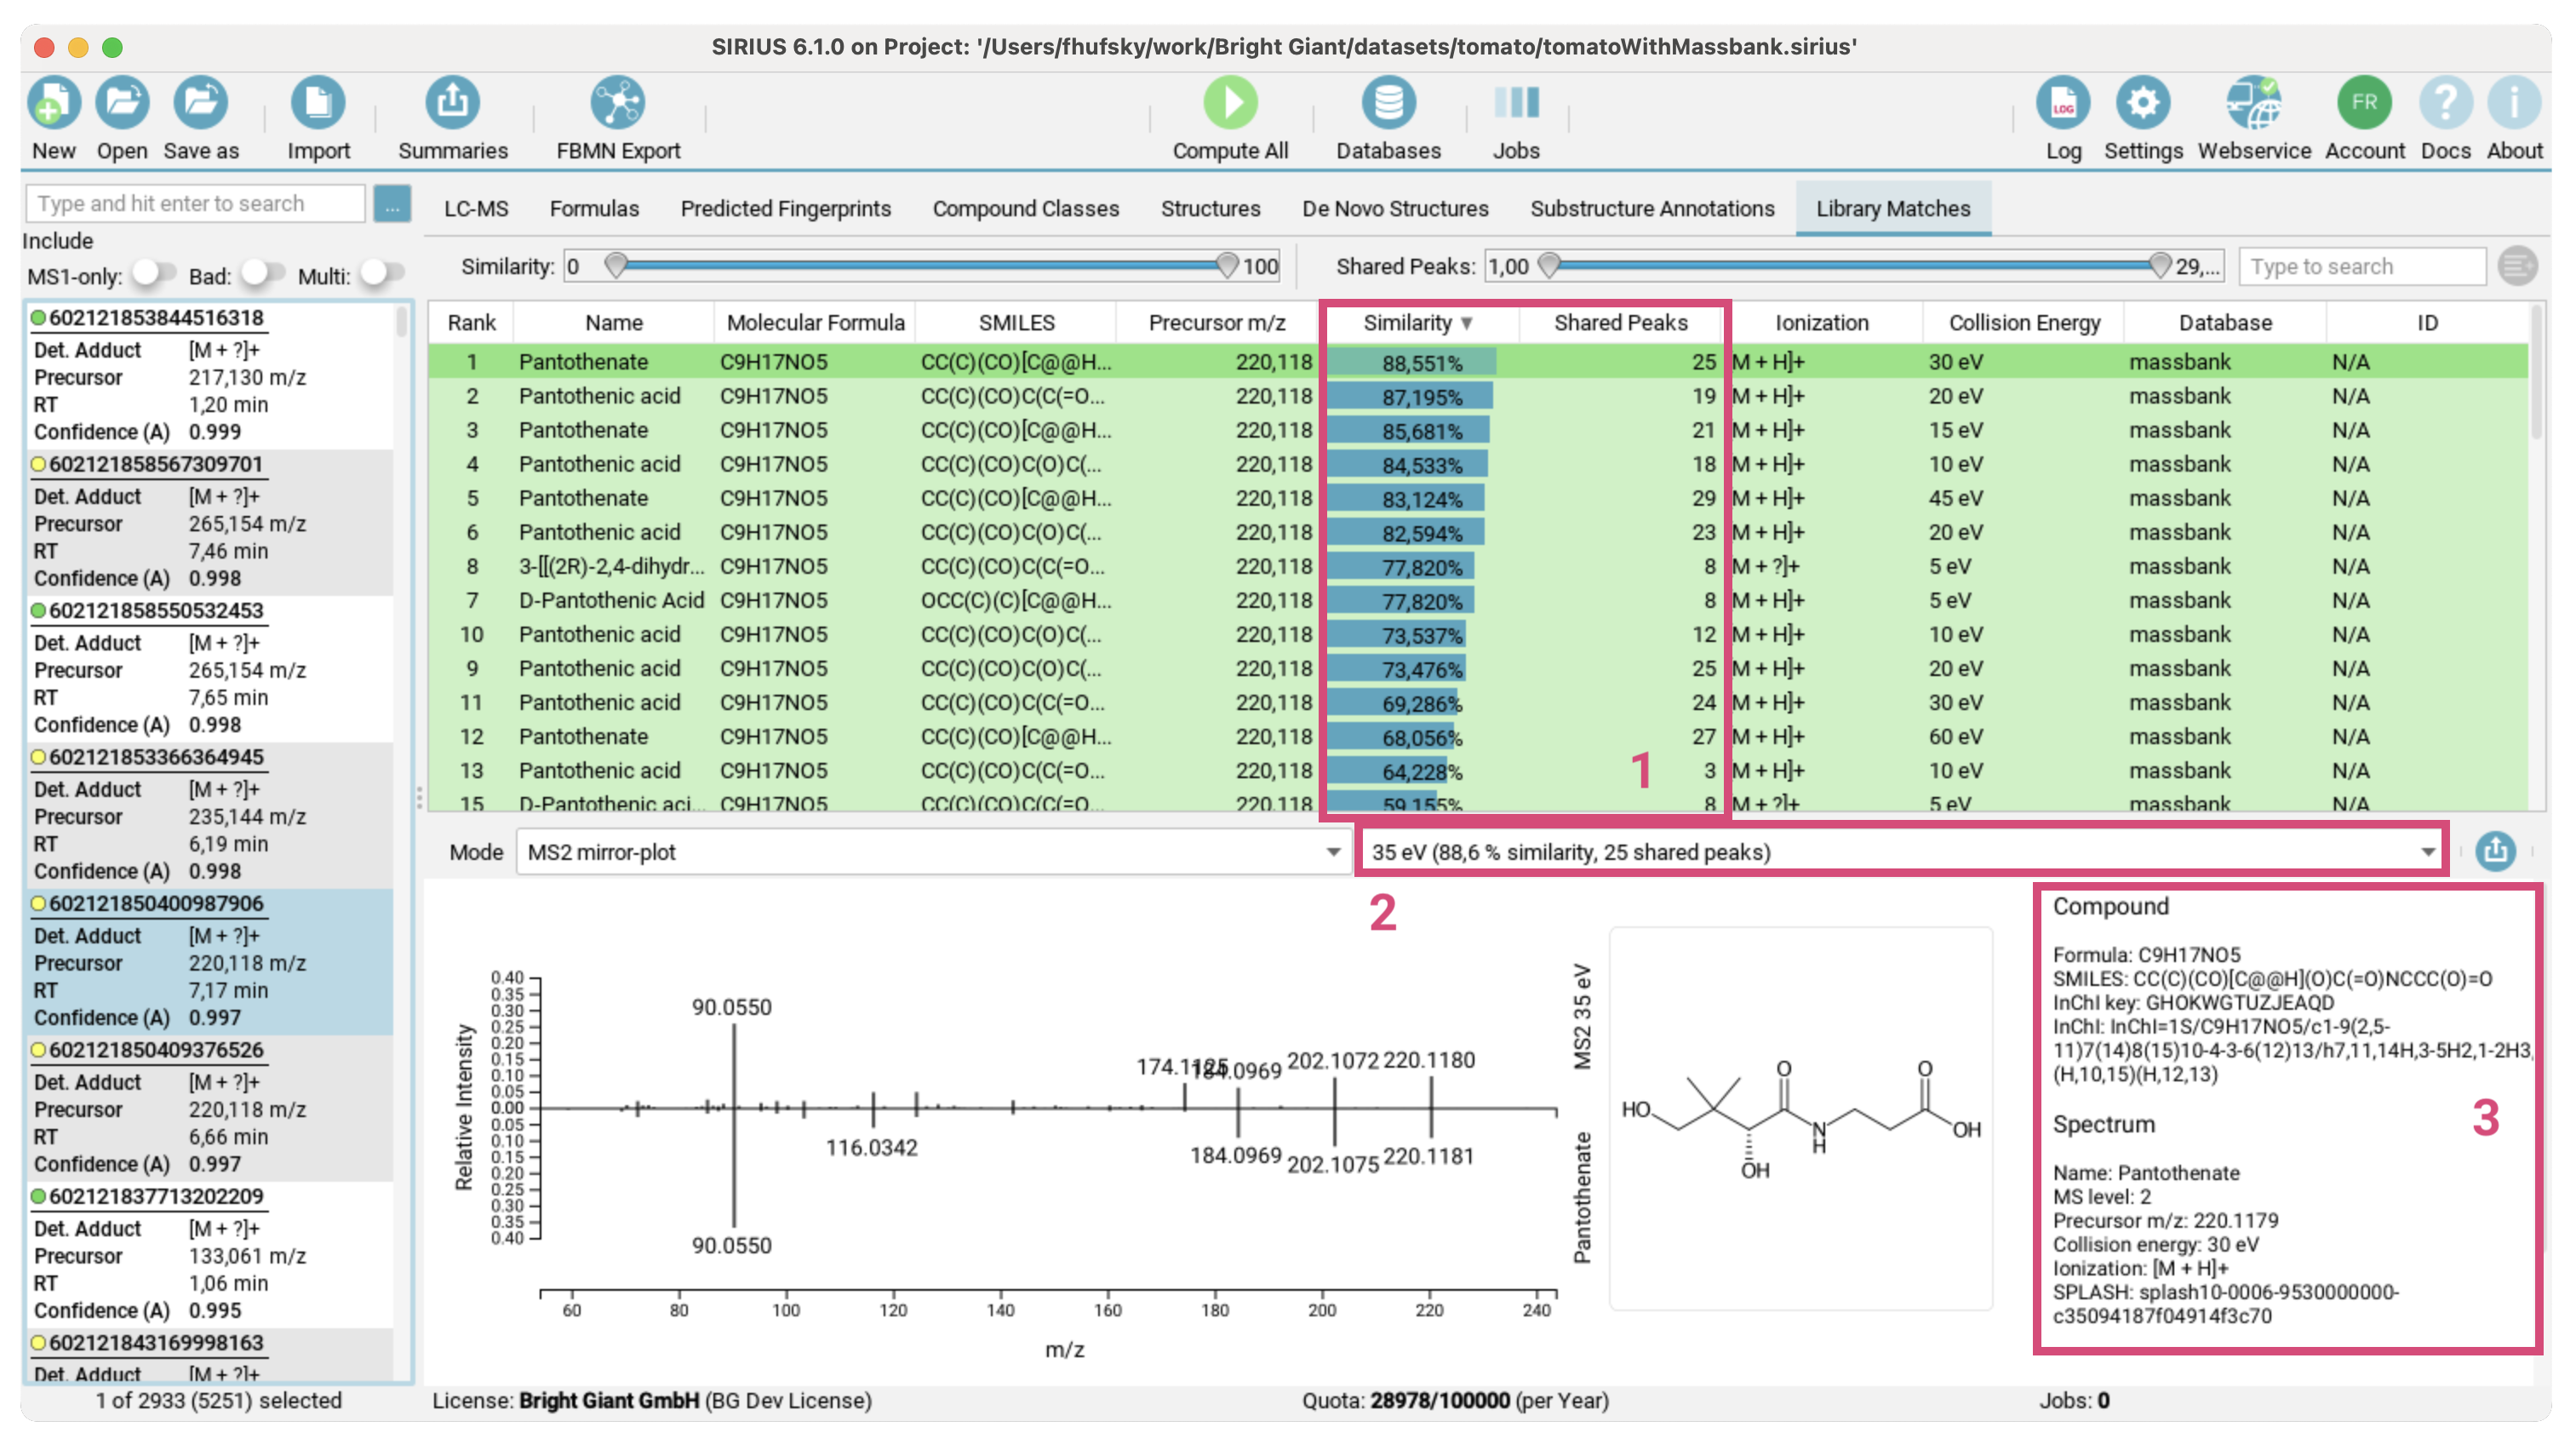 SIRIUS 6.1.0 on Project: '/Users/fhufsky/work/Bright Giant/datasets/tomato/tomatoWithMassbank.sirius'
New Open Save as Import Summaries FBMN Export Compute All Databases Jobs LOG Log Settings Webservice FR Account ? Docs i About
Type and hit enter to search ...
Include
MS1-only: Bad: Multi:
602121853844516318
Det. Adduct [M + ?]+
Precursor 217,130 m/z
RT 1,20 min
Confidence (A) 0.999
602121858567309701
Det. Adduct [M + ?]+
Precursor 265,154 m/z
RT 7,46 min
Confidence (A) 0.998
602121858550532453
Det. Adduct [M + ?]+
Precursor 265,154 m/z
RT 7,65 min
Confidence (A) 0.998
602121853366364945
Det. Adduct [M + ?]+
Precursor 235,144 m/z
RT 6,19 min
Confidence (A) 0.998
602121850400987906
Det. Adduct [M + ?]+
Precursor 220,118 m/z
RT 7,17 min
Confidence (A) 0.997
602121850409376526
Det. Adduct [M + ?]+
Precursor 220,118 m/z
RT 6,66 min
Confidence (A) 0.997
602121837713202209
Det. Adduct [M + ?]+
Precursor 133,061 m/z
RT 1,06 min
Confidence (A) 0.995
602121843169998163
Det. Adduct [M + ?]+
1 of 2933 (5251) selected
LC-MS Formulas Predicted Fingerprints Compound Classes Structures De Novo Structures Substructure Annotations Library Matches
Similarity: 0 100 Shared Peaks: 1,00 29,... Type to search
Rank Name Molecular Formula SMILES Precursor m/z Similarity ▼ Shared Peaks Ionization Collision Energy Database ID
1 Pantothenate C9H17NO5 CC(C)(CO)[C@@H... 220,118 88,551% 25 M + H]+ 30 eV massbank N/A
2 Pantothenic acid C9H17NO5 CC(C)(CO)C(C(=O... 220,118 87,195% 19 M + H]+ 20 eV massbank N/A
3 Pantothenate C9H17NO5 CC(C)(CO)[C@@H... 220,118 85,681% 21 M + H]+ 15 eV massbank N/A
4 Pantothenic acid C9H17NO5 CC(C)(CO)C(O)C(... 220,118 84,533% 18 M + H]+ 10 eV massbank N/A
5 Pantothenate C9H17NO5 CC(C)(CO)[C@@H... 220,118 83,124% 29 M + H]+ 45 eV massbank N/A
6 Pantothenic acid C9H17NO5 CC(C)(CO)C(O)C(... 220,118 82,594% 23 M + H]+ 20 eV massbank N/A
8 3-[[(2R)-2,4-dihydr... C9H17NO5 CC(C)(CO)C(C(=O... 220,118 77,820% 8 M + ?]+ 5 eV massbank N/A
7 D-Pantothenic Acid C9H17NO5 OCC(C)(C)[C@@H... 220,118 77,820% 8 M + H]+ 5 eV massbank N/A
10 Pantothenic acid C9H17NO5 CC(C)(CO)C(O)C(... 220,118 73,537% 12 M + H]+ 10 eV massbank N/A
9 Pantothenic acid C9H17NO5 CC(C)(CO)C(O)C(... 220,118 73,476% 25 M + H]+ 20 eV massbank N/A
11 Pantothenic acid C9H17NO5 CC(C)(CO)C(C(=O... 220,118 69,286% 24 M + H]+ 30 eV massbank N/A
12 Pantothenate C9H17NO5 CC(C)(CO)[C@@H... 220,118 68,056% 27 M + H]+ 60 eV massbank N/A
13 Pantothenic acid C9H17NO5 CC(C)(CO)C(C(=O... 220,118 64,228% 3 M + H]+ 10 eV massbank N/A
15 D-Pantothenic aci... C9H17NO5 CC(C)(CO)C(C(=O... 220,118 59,155% 8 M + ?]+ 5 eV massbank N/A
1
Mode MS2 mirror-plot 35 eV (88,6 % similarity, 25 shared peaks)
2
Relative Intensity
0.40
0.35
0.30
0.25
0.20
0.15
0.10
0.05
0.00
0.05
0.10
0.15
0.20
0.25
0.30
0.35
0.40
90.0550
174.1125 184.0969 202.1072 220.1180
116.0342
184.0969 202.1075 220.1181
90.0550
60 80 100 120 140 160 180 200 220 240
m/z
MS2 35 eV
Pantothenate
HO O O N H OH OH
Compound
Formula: C9H17NO5
SMILES: CC(C)(CO)[C@@H](O)C(=O)NCCC(O)=O
InChI key: GHOKWGTUZJEAQD
InChI: InChI=1S/C9H17NO5/c1-9(2,5-
11)7(14)8(15)10-4-3-6(12)13/h7,11,14H,3-5H2,1-2H3,
(H,10,15)(H,12,13)
3
Spectrum
Name: Pantothenate
MS level: 2
Precursor m/z: 220.1179
Collision energy: 30 eV
Ionization: [M + H]+
SPLASH: splash10-0006-9530000000-
c35094187f04914f3c70
License: Bright Giant GmbH (BG Dev License) Quota: 28978/100000 (per Year) Jobs: 0